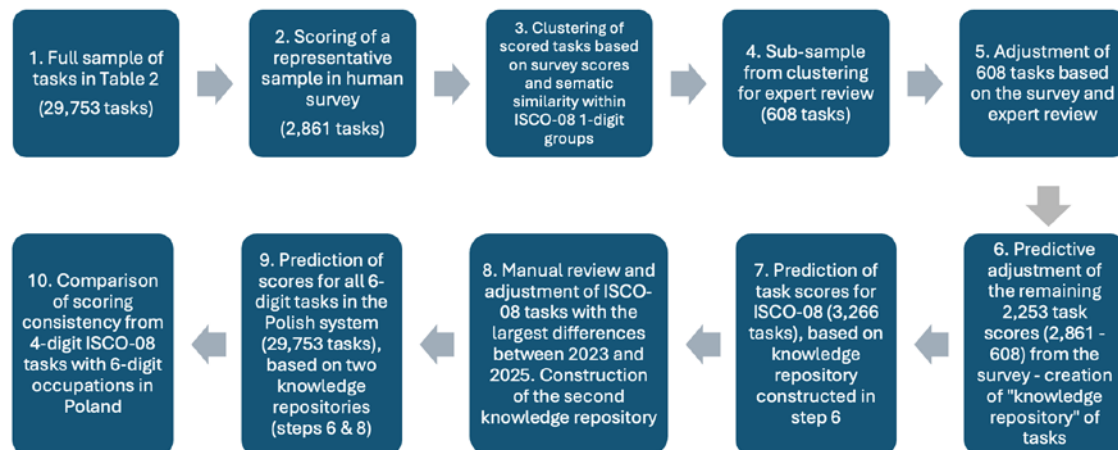 1. Full sample of
tasks in Table 2
(29,753 tasks)
2. Scoring of a
representative
sample in human
survey
(2,861 tasks)
3. Clustering of
scored tasks based
on survey scores
and sematic
similarity within
ISCO-08 1-digit
groups
4. Sub-sample
from clustering
for expert review
(608 tasks)
5. Adjustment of
608 tasks based
on the survey and
expert review
6. Predictive
adjustment of
the remaining
2,253 task
scores (2,861 -
608) from the
survey - creation
of "knowledge
repository" of
tasks
7. Prediction of
task scores for
ISCO-08 (3,266
tasks), based on
knowledge
repository
constructed in
step 6
8. Manual review and
adjustment of ISCO-
08 tasks with the
largest differences
between 2023 and
2025. Construction
of the second
knowledge repository
9. Prediction of
scores for all 6-
digit tasks in the
Polish system
(29,753 tasks),
based on two
knowledge
repositories
(steps 6 & 8)
10. Comparison
of scoring
consistency from
4-digit ISCO-08
tasks with 6-digit
occupations in
Poland